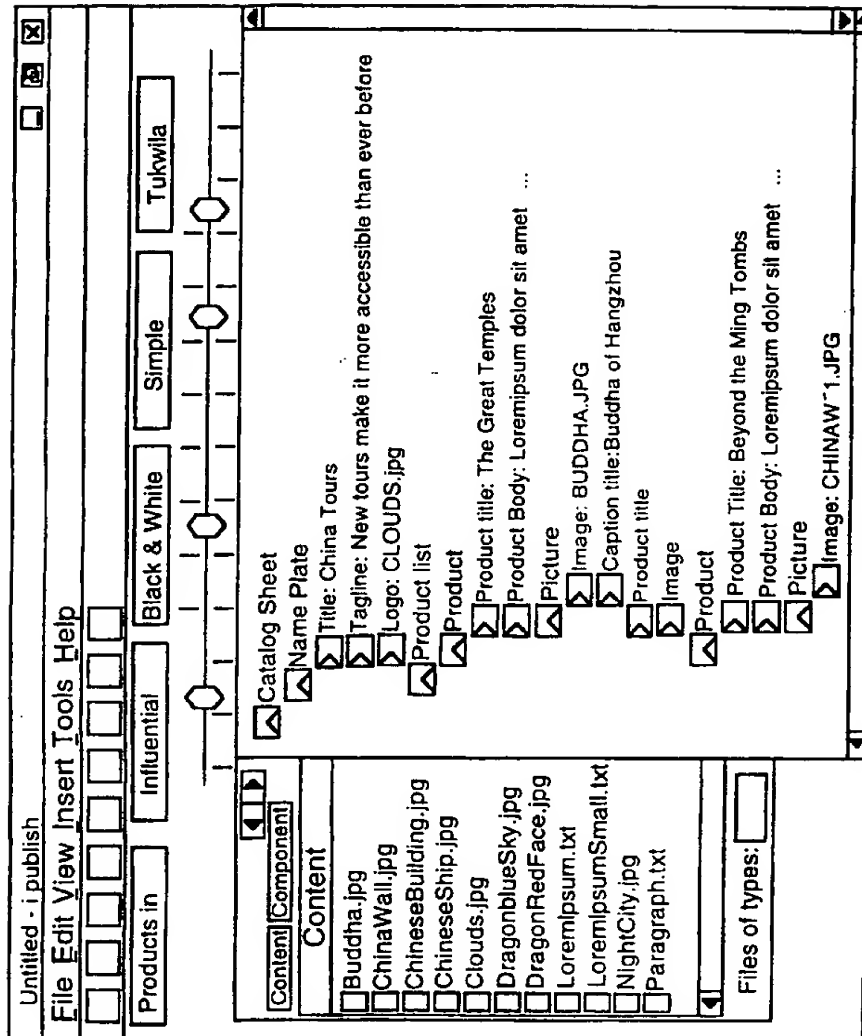 Untitled - i publish
File Edit View Insert Tools Help
Products in
Influential
Black & White
Simple
Tukwila
Content
Component
Content
Buddha.jpg
ChinaWall.jpg
ChineseBuilding.jpg
ChineseShip.jpg
Clouds.jpg
DragonblueSky.jpg
DragonRedFace.jpg
LoremIpsum.txt
LoremIpsumSmall.txt
NightCity.jpg
Paragraph.txt
Files of types:
Catalog Sheet
Name Plate
Title: China Tours
Tagline: New tours make it more accessible than ever before
Logo: CLOUDS.jpg
Product list
Product
Product title: The Great Temples
Product Body: Loremipsum dolor sit amet ...
Picture
Image: BUDDHA.JPG
Caption title:Buddha of Hangzhou
Product title
Image
Product
Product Title: Beyond the Ming Tombs
Product Body: Loremipsum dolor sit amet ...
Picture
Image: CHINAW~1.JPG